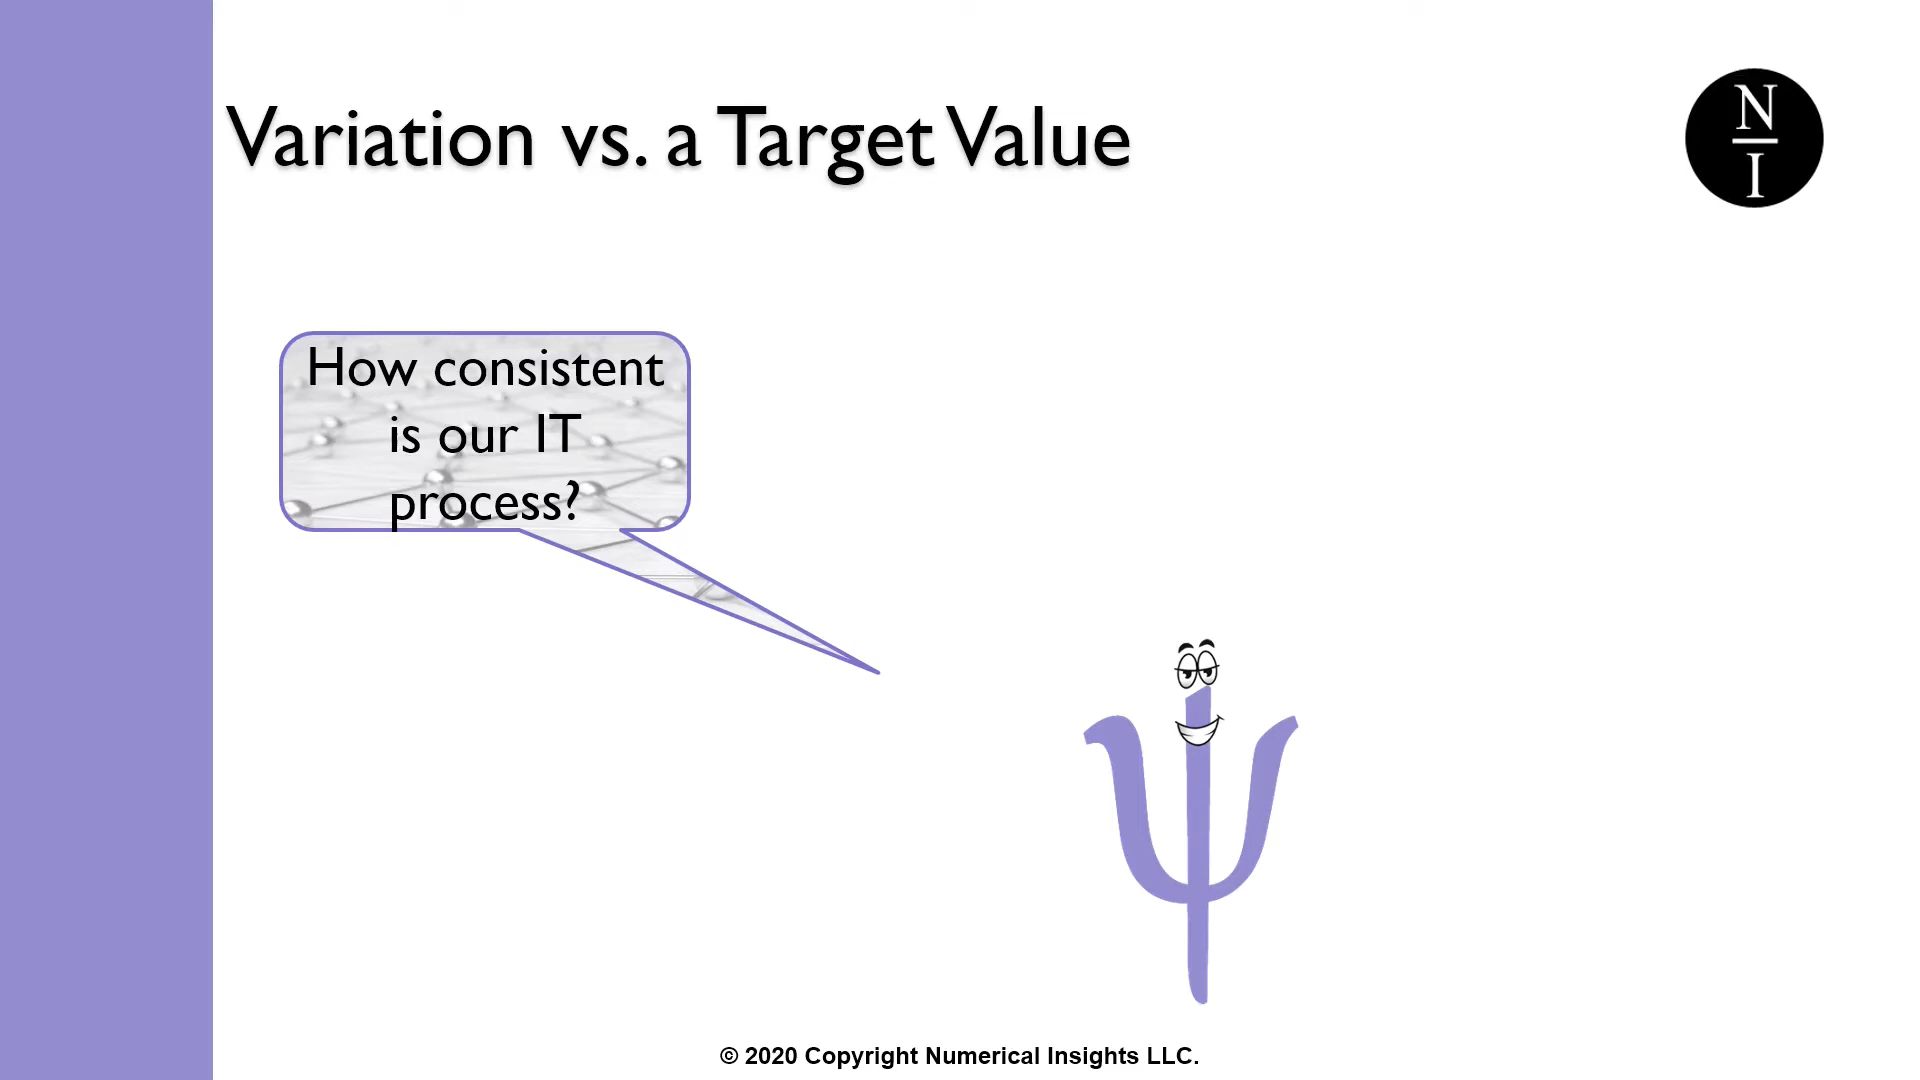 Variation vs. a Target Value
N
I
How consistent
is our IT
process?
© 2020 Copyright Numerical Insights LLC.